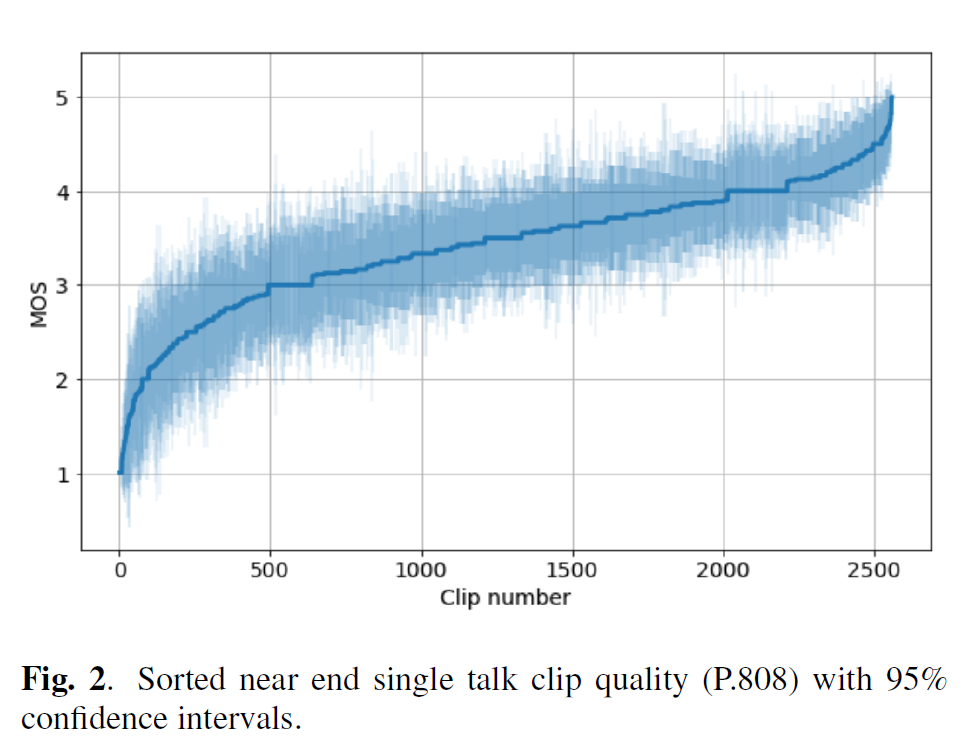 5
4
3
2
1
MOS
0 500 1000 1500 2000 2500
Clip number
Fig. 2. Sorted near end single talk clip quality (P.808) with 95%
confidence intervals.